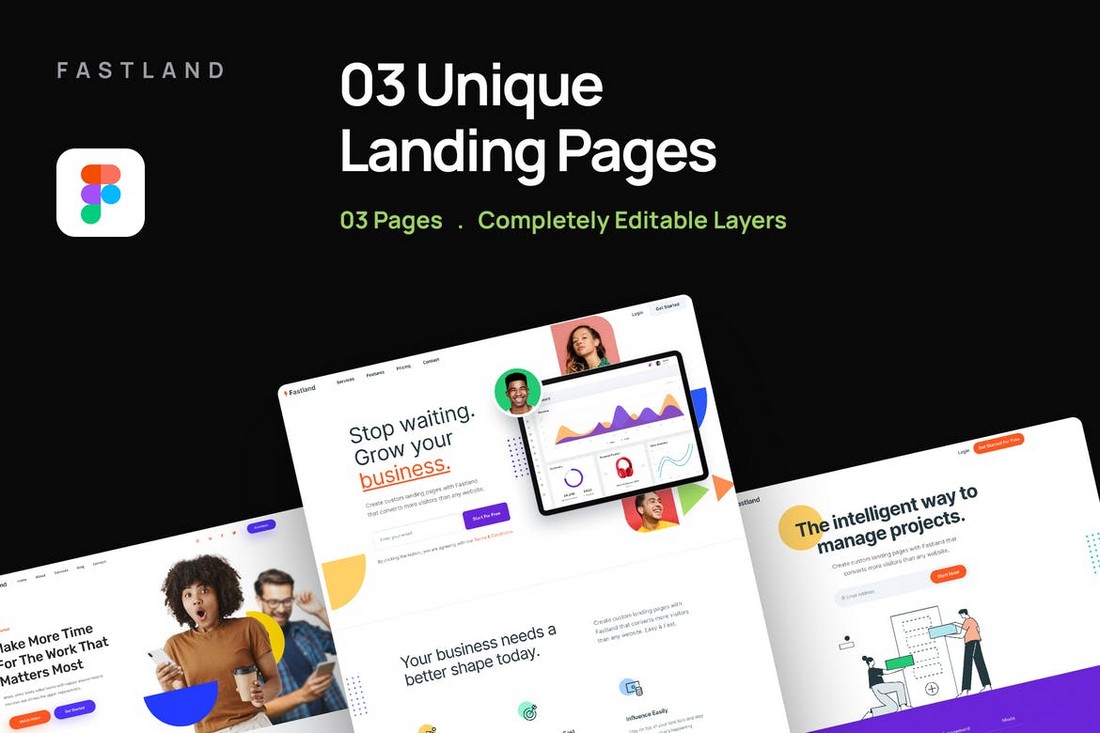 FASTLAND
03 Unique
Landing Pages
03 Pages . Completely Editable Layers
Fastland
Services Features Pricing Contact
Login Get Started
Stop waiting.
Grow your
business.
Create custom landing pages with Fastland
that converts more visitors than any website.
Enter your email
Start For Free
By clicking the button, you are agreeing with our Terms & Conditions
Your business needs a
better shape today.
Create custom landing pages with
Fastland that converts more visitors
than any website. Easy & Fast.
Influence Easily
Home About Services Blog Contact
Make More Time
For The Work That
Matters Most
Get Started
Login Get Started For Free
The intelligent way to
manage projects.
Create custom landing pages with Fastland that
converts more visitors than any website.
Email Address
Start Now!